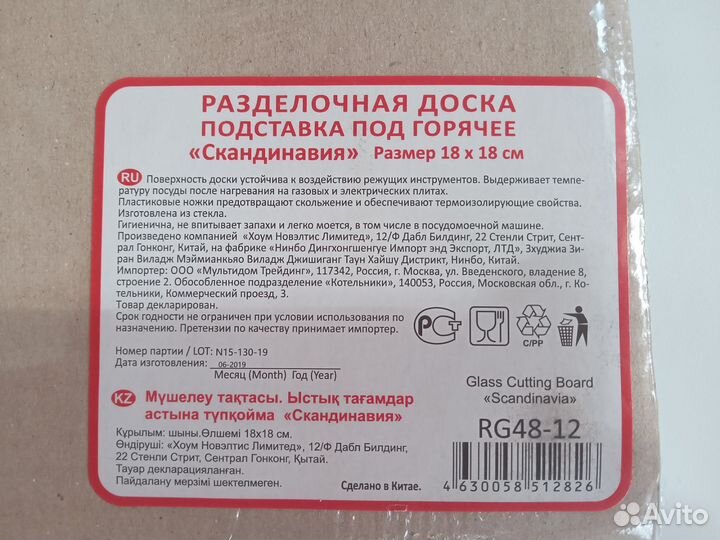 РАЗДЕЛОЧНАЯ ДОСКА
ПОДСТАВКА ПОД ГОРЯЧЕЕ
«Скандинавия» Размер 18 х 18 см
RU Поверхность доски устойчива к воздействию режущих инструментов. Выдерживает темпе-
ратуру посуды после нагревания на газовых и электрических плитах.
Пластиковые ножки предотвращают скольжение и обеспечивают термоизолирующие свойства.
Изготовлена из стекла.
Гигиенична, не впитывает запахи и легко моется, в том числе в посудомоечной машине.
Произведено компанией «Хоум Новэлтис Лимитед», 12/Ф Дабл Билдинг, 22 Стенли Стрит, Сент-
рал Гонконг, Китай, на фабрике «Нинбо Дингхонгшенгуе Импорт энд Экспорт, ЛТД», Зхуджиа Зи-
ран Виладж Мэймианкьяо Виладж Джишиганг Таун Хайшу Дистрикт, Нинбо, Китай.
Импортер: ООО «Мультидом Трейдинг», 117342, Россия, г. Москва, ул. Введенского, владение 8,
строение 2. Обособленное подразделение «Котельники», 140053, Россия, Московская обл., г. Ко-
тельники, Коммерческий проезд, 3.
Товар декларирован.
Срок годности не ограничен при условии использования по
назначению. Претензии по качеству принимает импортер.
РСТ
C/PP
Номер партии / LOT: N15-130-19
Дата изготовления: 06-2019
Месяц (Month) Год (Year)
KZ Мүшелеу тақтасы. Ыстық тағамдар
астына түпқойма «Скандинавия»
Құрылым: шыны.Өлшемі 18х18 см.
Өндіруші: «Хоум Новэлтис Лимитед», 12/Ф Дабл Билдинг,
22 Стенли Стрит, Сентрал Гонконг, Қытай.
Тауар декларацияланған.
Пайдалану мерзімі шектелмеген.
Сделано в Китае.
Glass Cutting Board
«Scandinavia»
RG48-12
4 630058 512826
Avito